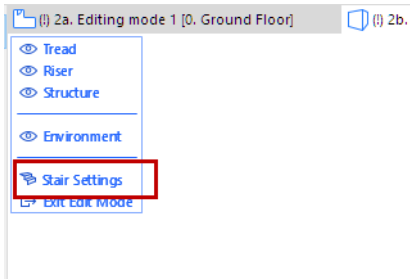 (!) 2a. Editing mode 1 [0. Ground Floor]
(!) 2b.
Tread
Riser
Structure
Environment
Stair Settings
Exit Edit Mode